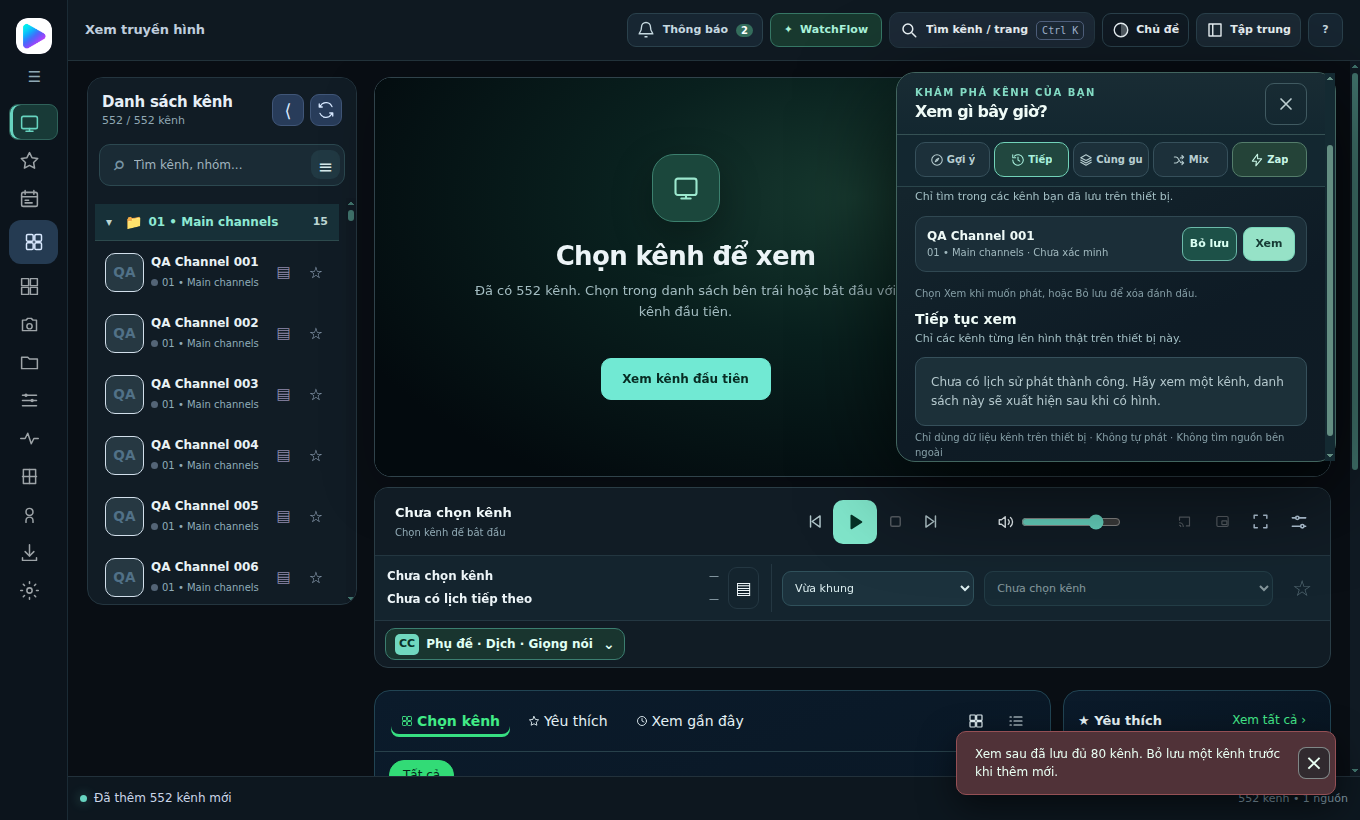 Xem truyền hình
Thông báo 2
✦ WatchFlow
Tìm kênh / trang Ctrl K
Chủ đề
Tập trung
?
Danh sách kênh
552 / 552 kênh
Tìm kênh, nhóm...
01 • Main channels 15
QA
QA Channel 001
01 • Main channels
QA
QA Channel 002
01 • Main channels
QA
QA Channel 003
01 • Main channels
QA
QA Channel 004
01 • Main channels
QA
QA Channel 005
01 • Main channels
QA
QA Channel 006
01 • Main channels
Chọn kênh để xem
Đã có 552 kênh. Chọn trong danh sách bên trái hoặc bắt đầu với
kênh đầu tiên.
Xem kênh đầu tiên
KHÁM PHÁ KÊNH CỦA BẠN
Xem gì bây giờ?
Gợi ý
Tiếp
Cùng gu
Mix
Zap
Chỉ tìm trong các kênh bạn đã lưu trên thiết bị.
QA Channel 001
01 • Main channels · Chưa xác minh
Bỏ lưu
Xem
Chọn Xem khi muốn phát, hoặc Bỏ lưu để xóa đánh dấu.
Tiếp tục xem
Chỉ các kênh từng lên hình thật trên thiết bị này.
Chưa có lịch sử phát thành công. Hãy xem một kênh, danh
sách này sẽ xuất hiện sau khi có hình.
Chỉ dùng dữ liệu kênh trên thiết bị · Không tự phát · Không tìm nguồn bên
ngoài
Chưa chọn kênh
Chọn kênh để bắt đầu
Chưa chọn kênh —
Chưa có lịch tiếp theo —
Vừa khung
Chưa chọn kênh
CC Phụ đề · Dịch · Giọng nói
Chọn kênh
Yêu thích
Xem gần đây
★ Yêu thích
Xem tất cả ›
Tất cả
Xem sau đã lưu đủ 80 kênh. Bỏ lưu một kênh trước
khi thêm mới.
Đã thêm 552 kênh mới
552 kênh • 1 nguồn